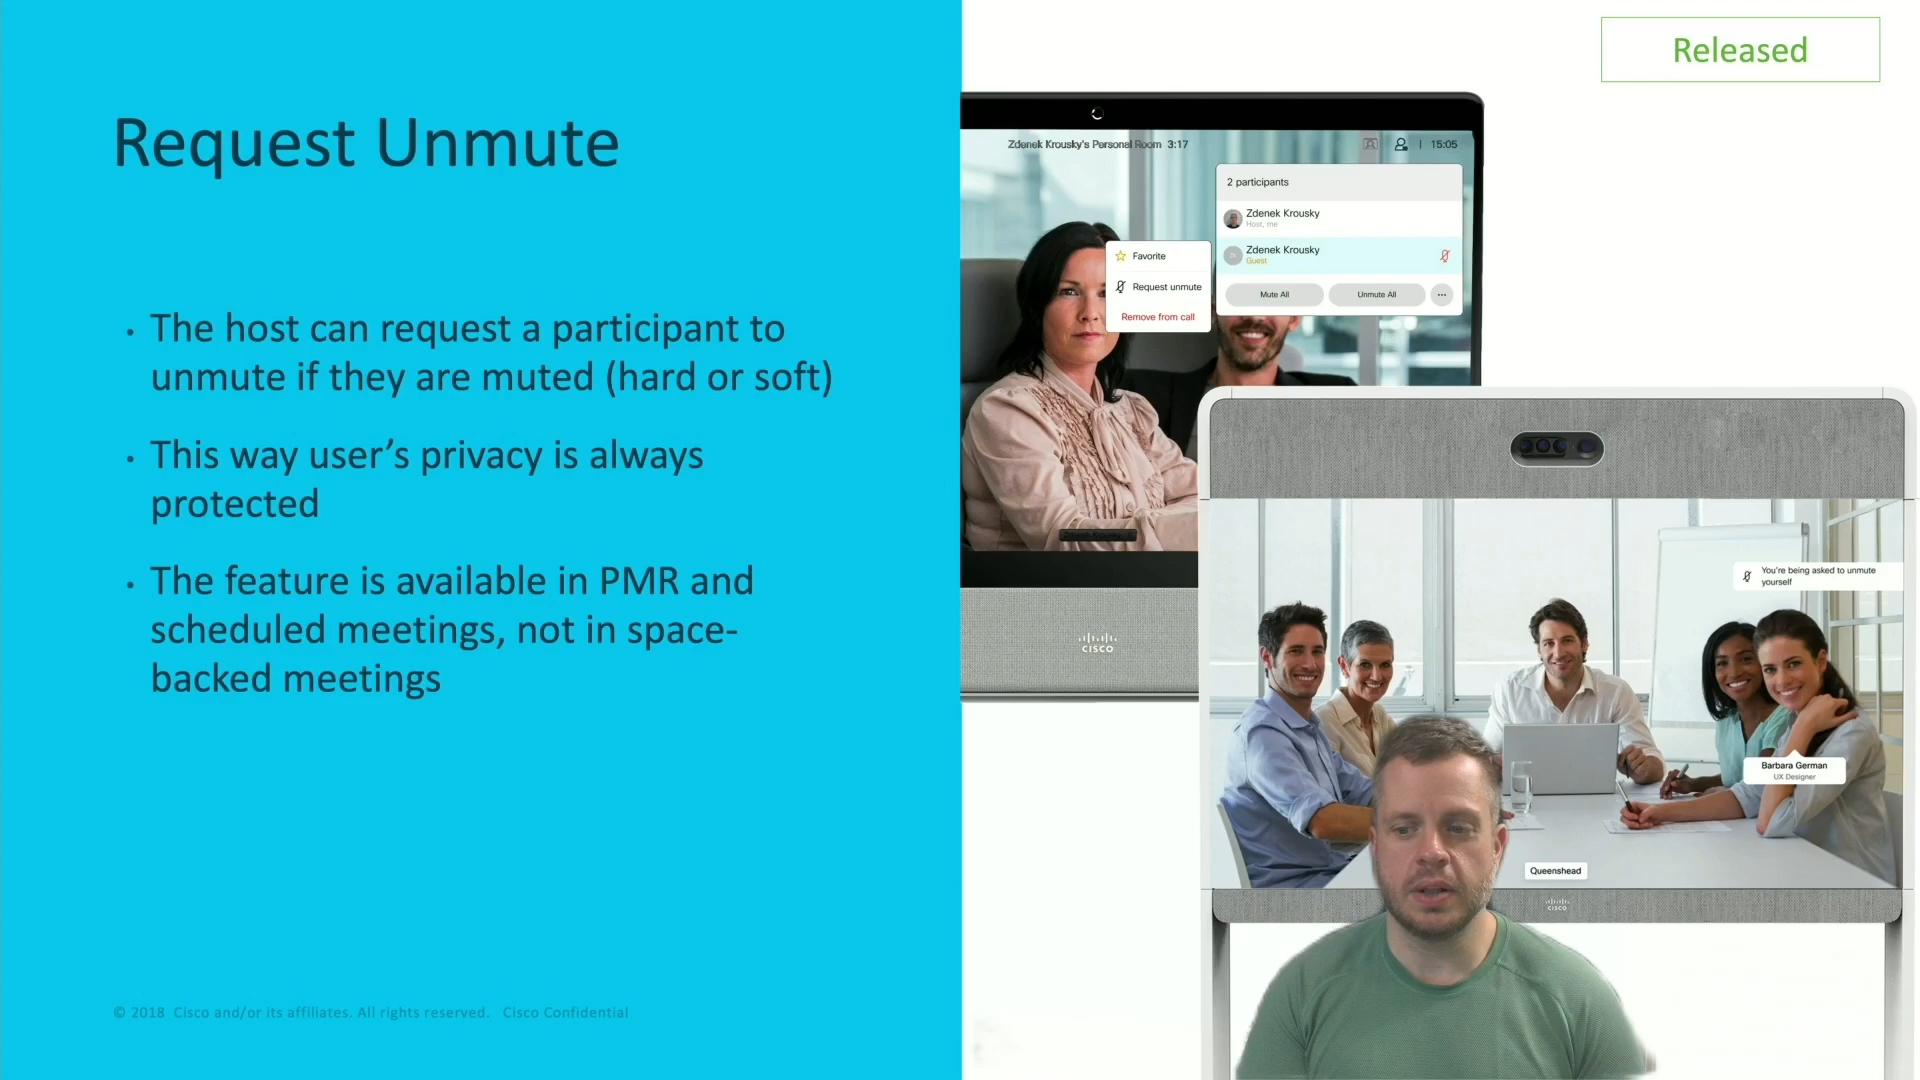 Released
Request Unmute
• The host can request a participant to
unmute if they are muted (hard or soft)
• This way user’s privacy is always
protected
• The feature is available in PMR and
scheduled meetings, not in space-
backed meetings
© 2018 Cisco and/or its affiliates. All rights reserved. Cisco Confidential
Zdenek Krousky's Personal Room 3:17
15:05
2 participants
Zdenek Krousky
Host, me
Zdenek Krousky
Guest
Mute All Unmute All ...
Favorite
Request unmute
Remove from call
CISCO
You're being asked to unmute
yourself
Barbara German
UX Designer
Queenshead
CISCO